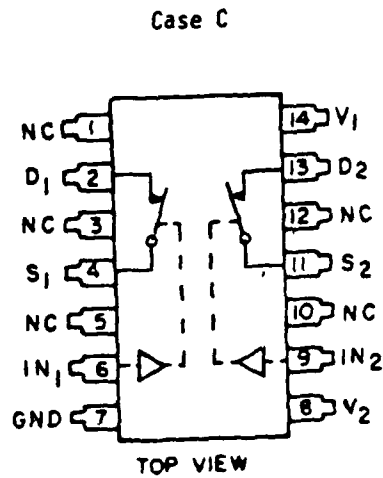 Case C
NC 1 14 V1
D1 2 13 D2
NC 3 12 NC
S1 4 11 S2
NC 5 10 NC
IN1 6 9 IN2
GND 7 8 V2
TOP VIEW